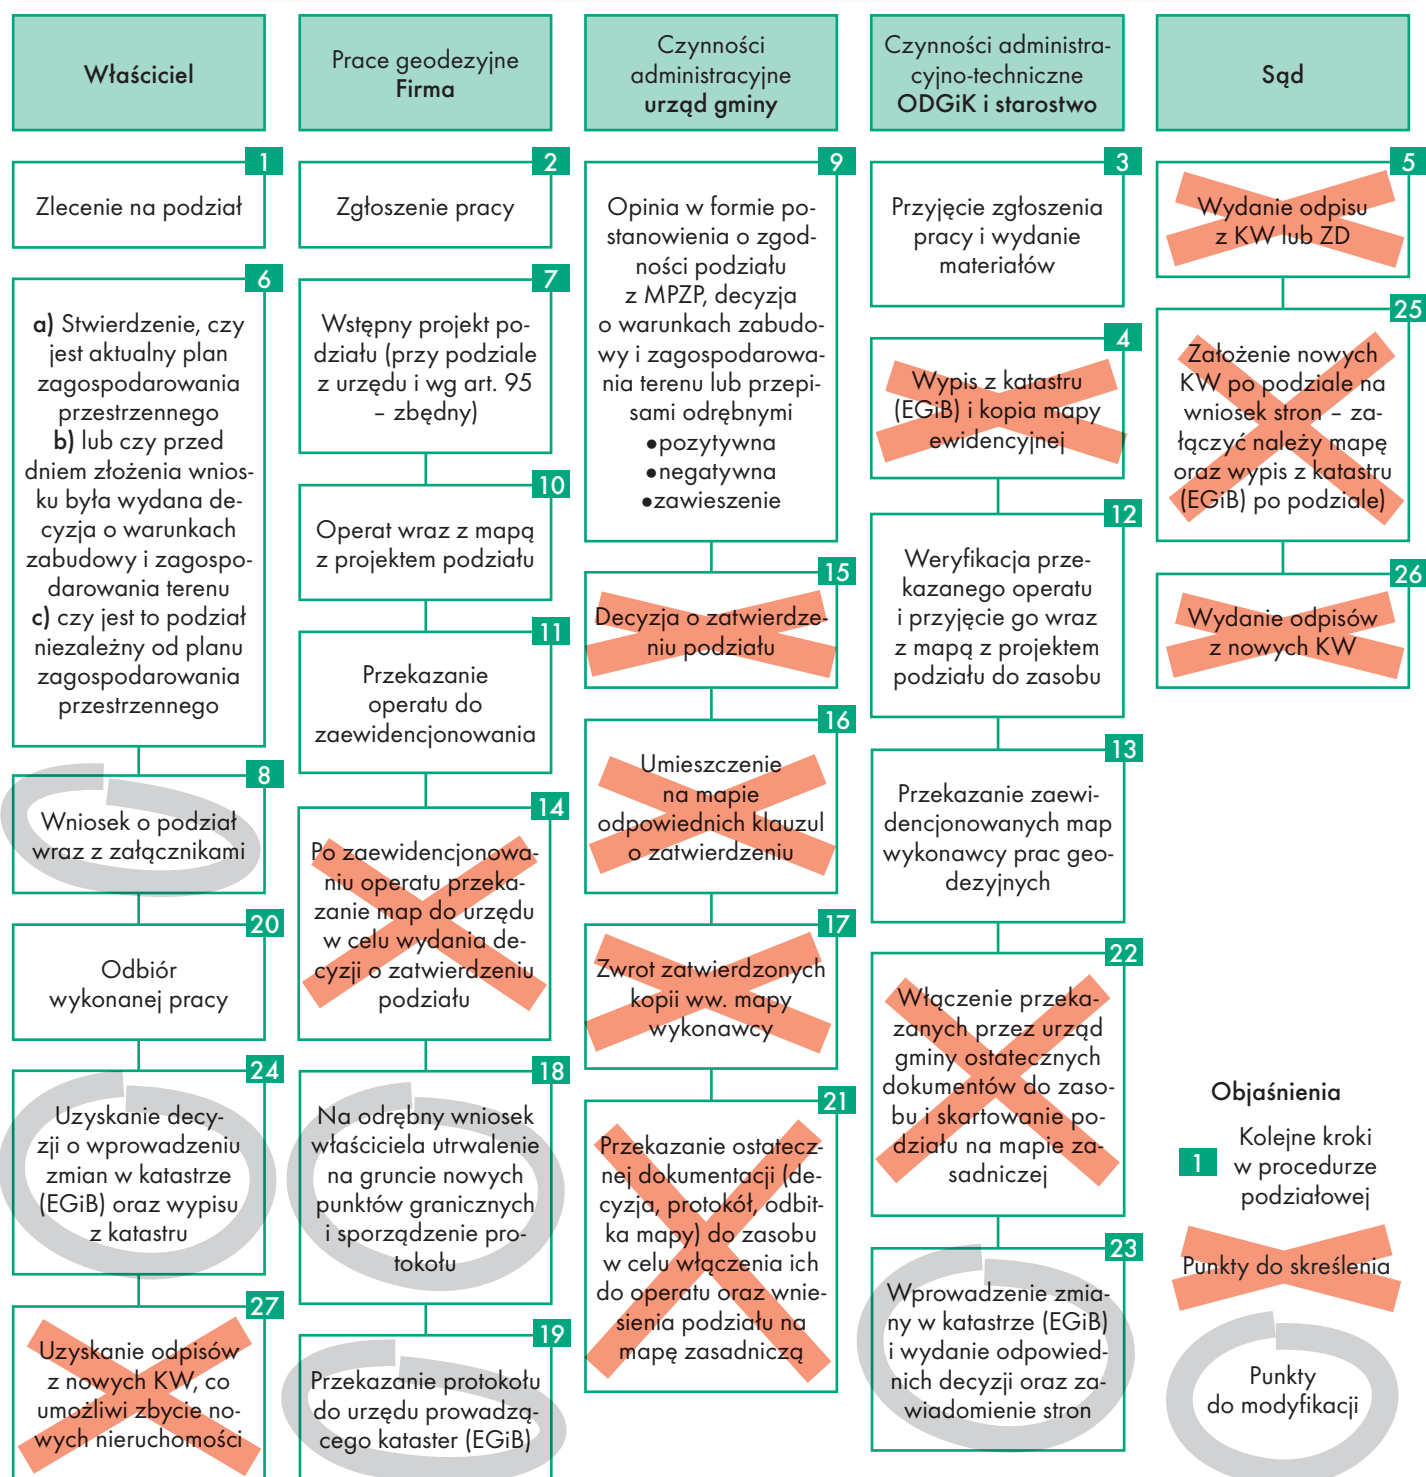 Właściciel
Prace geodezyjne
Firma
Czynności
administracyjne
urząd gminy
Czynności administra-
cyjno-techniczne
ODGiK i starostwo
Sąd
1
Zlecenie na podział
6
a) Stwierdzenie, czy
jest aktualny plan
zagospodarowania
przestrzennego
b) lub czy przed
dniem złożenia wnios-
ku była wydana de-
cyzja o warunkach
zabudowy i zagospo-
darowania terenu
c) czy jest to podział
niezależny od planu
zagospodarowania
przestrzennego
8
Wniosek o podział
wraz z załącznikami
20
Odbiór
wykonanej pracy
24
Uzyskanie decy-
zji o wprowadzeniu
zmian w katastrze
(EGiB) oraz wypisu
z katastru
27
Uzyskanie odpisów
z nowych KW, co
umożliwi zbycie no-
wych nieruchomości
2
Zgłoszenie pracy
7
Wstępny projekt po-
działu (przy podziale
z urzędu i wg art. 95
– zbędny)
10
Operat wraz z mapą
z projektem podziału
11
Przekazanie
operatu do
zaewidencjonowania
14
Po zaewidencjonowa-
niu operatu przeka-
zanie map do urzędu
w celu wydania de-
cyzji o zatwierdzeniu
podziału
18
Na odrębny wniosek
właściciela utrwalenie
na gruncie nowych
punktów granicznych
i sporządzenie pro-
tokołu
19
Przekazanie protokołu
do urzędu prowadzą-
cego kataster (EGiB)
9
Opinia w formie po-
stanowienia o zgod-
ności podziału
z MPZP, decyzja
o warunkach zabudo-
wy i zagospodarowa-
nia terenu lub przepi-
sami odrębnymi
•pozytywna
•negatywna
•zawieszenie
15
Decyzja o zatwierdze-
niu podziału
16
Umieszczenie
na mapie
odpowiednich klauzul
o zatwierdzeniu
17
Zwrot zatwierdzonych
kopii ww. mapy
wykonawcy
21
Przekazanie ostatecz-
nej dokumentacji (de-
cyzja, protokół, odbit-
ka mapy) do zasobu
w celu włączenia ich
do operatu oraz wnie-
sienia podziału na
mapę zasadniczą
3
Przyjęcie zgłoszenia
pracy i wydanie
materiałów
4
Wypis z katastru
(EGiB) i kopia mapy
ewidencyjnej
12
Weryfikacja prze-
kazanego operatu
i przyjęcie go wraz
z mapą z projektem
podziału do zasobu
13
Przekazanie zaewi-
dencjonowanych map
wykonawcy prac geo-
dezyjnych
22
Włączenie przeka-
zanych przez urząd
gminy ostatecznych
dokumentów do zaso-
bu i skartowanie po-
działu na mapie za-
sadniczej
23
Wprowadzenie zmia-
ny w katastrze (EGiB)
i wydanie odpowied-
nich decyzji oraz za-
wiadomienie stron
5
Wydanie odpisu
z KW lub ZD
25
Założenie nowych
KW po podziale na
wniosek stron – za-
łączyć należy mapę
oraz wypis z katastru
(EGiB) po podziale)
26
Wydanie odpisów
z nowych KW
Objaśnienia
1
Kolejne kroki
w procedurze
podziałowej
Punkty do skreślenia
Punkty
do modyfikacji